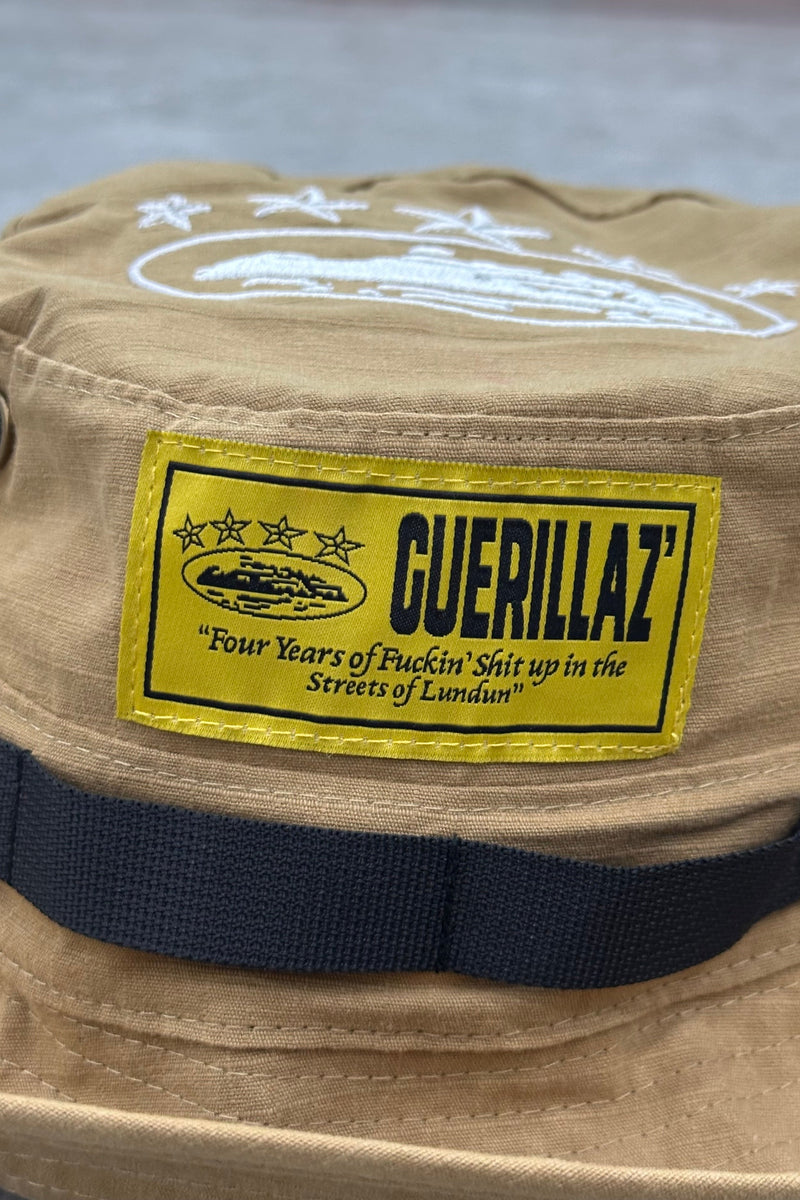 GUERILLAZ'
"Four Years of Fuckin' Shit up in the
Streets of Lundun"